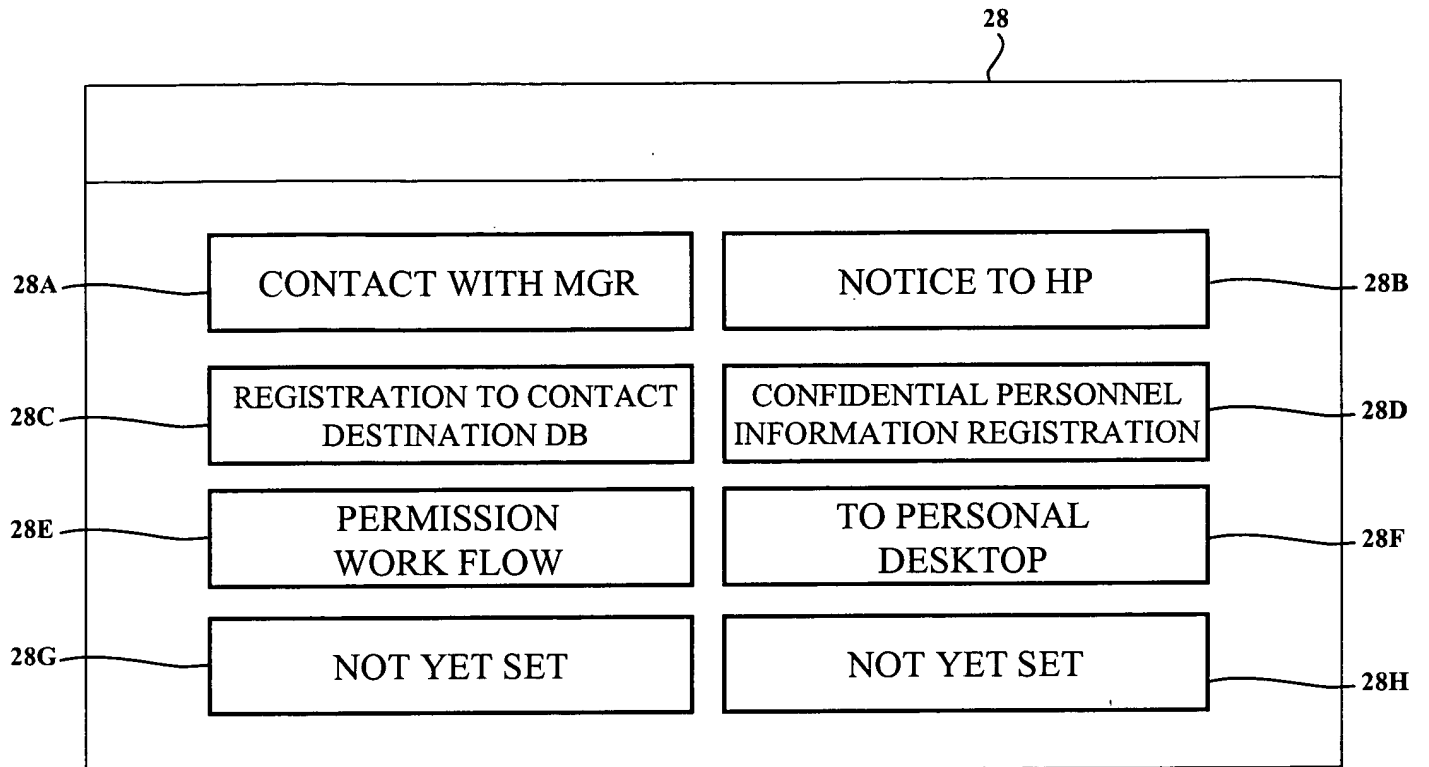 28
28A
CONTACT WITH MGR
NOTICE TO HP
28B
28C
REGISTRATION TO CONTACT
DESTINATION DB
CONFIDENTIAL PERSONNEL
INFORMATION REGISTRATION
28D
28E
PERMISSION
WORK FLOW
TO PERSONAL
DESKTOP
28F
28G
NOT YET SET
NOT YET SET
28H